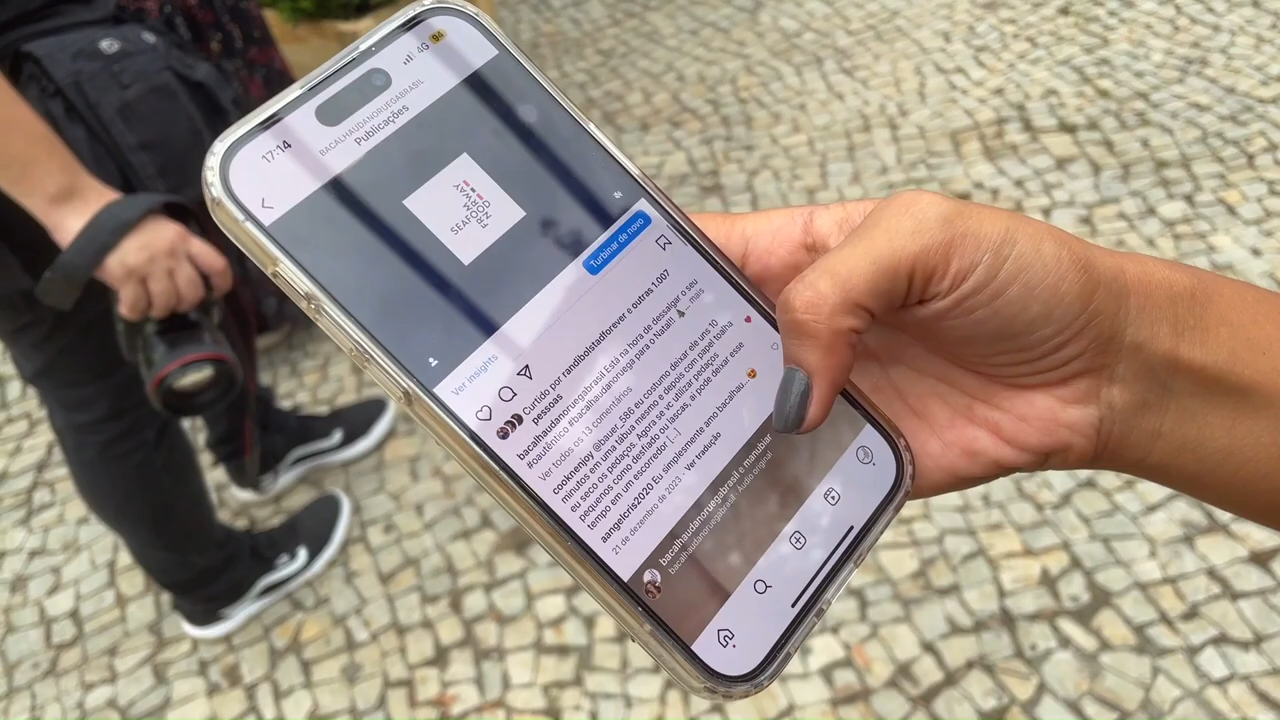 17:14
4G
94
BACALHAUDANORUEGABRASIL
Publicações
SEAFOOD
FROM
NORWAY
Turbinar de novo
Ver insights
Curtido por randibolstadforever e outras 1.007
pessoas
bacalhaudanoruegabrasil Está na hora de dessalgar o seu
#oautêntico #bacalhaudanoruega para o Natal!! 🎄... mais
Ver todos os 13 comentários
cooknenjoy @bauer_586 eu costumo deixar ele uns 10
minutos em uma tábua mesmo e depois com papel toalha
eu seco os pedaços. Agora se vc utilizar pedaços
pequenos como desfiado ou lascas, aí pode deixar esse
tempo em um escorredor [...]
aangelcris2020 Eu simplesmente amo bacalhau... 😍
21 de dezembro de 2023 · Ver tradução
bacalhaudanoruegabrasil e manubiar
bacalhaudanoruegabrasil · Áudio original